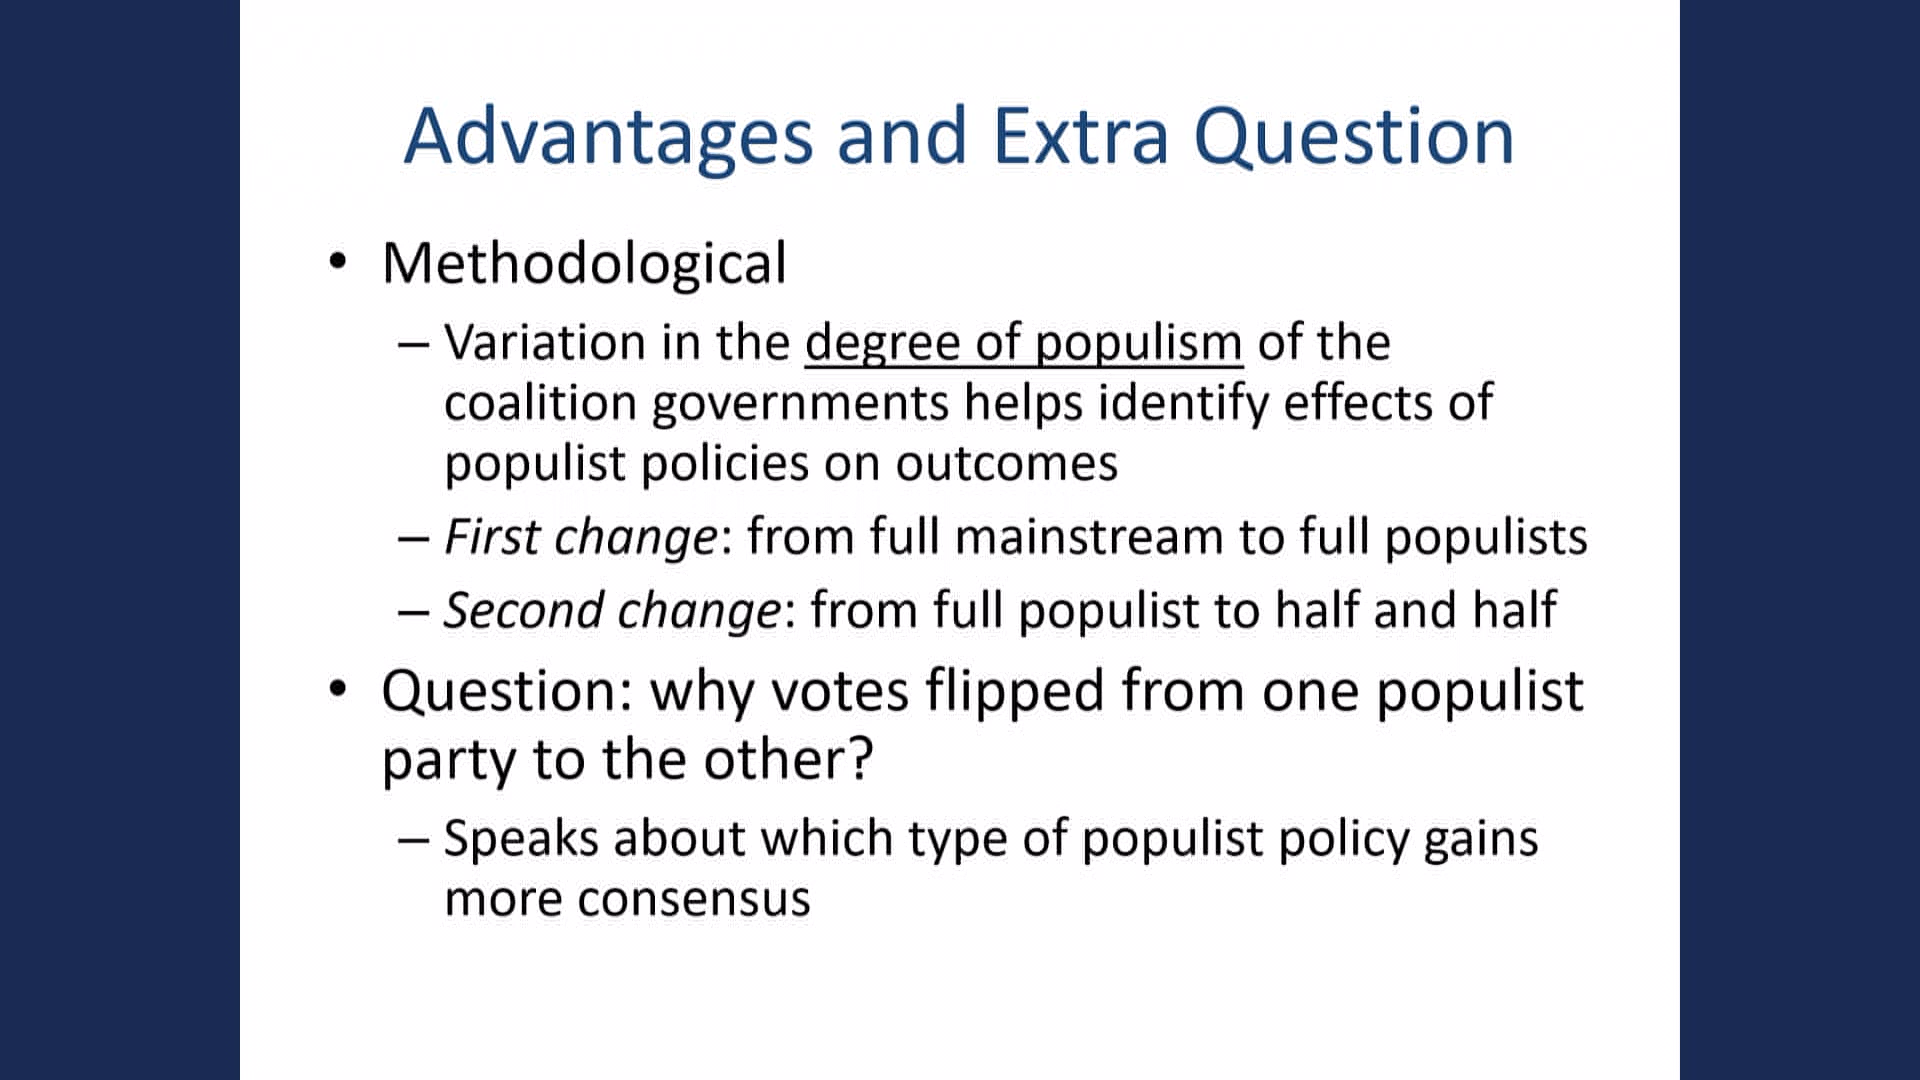 Advantages and Extra Question
• Methodological
– Variation in the degree of populism of the
coalition governments helps identify effects of
populist policies on outcomes
– First change: from full mainstream to full populists
– Second change: from full populist to half and half
• Question: why votes flipped from one populist
party to the other?
– Speaks about which type of populist policy gains
more consensus